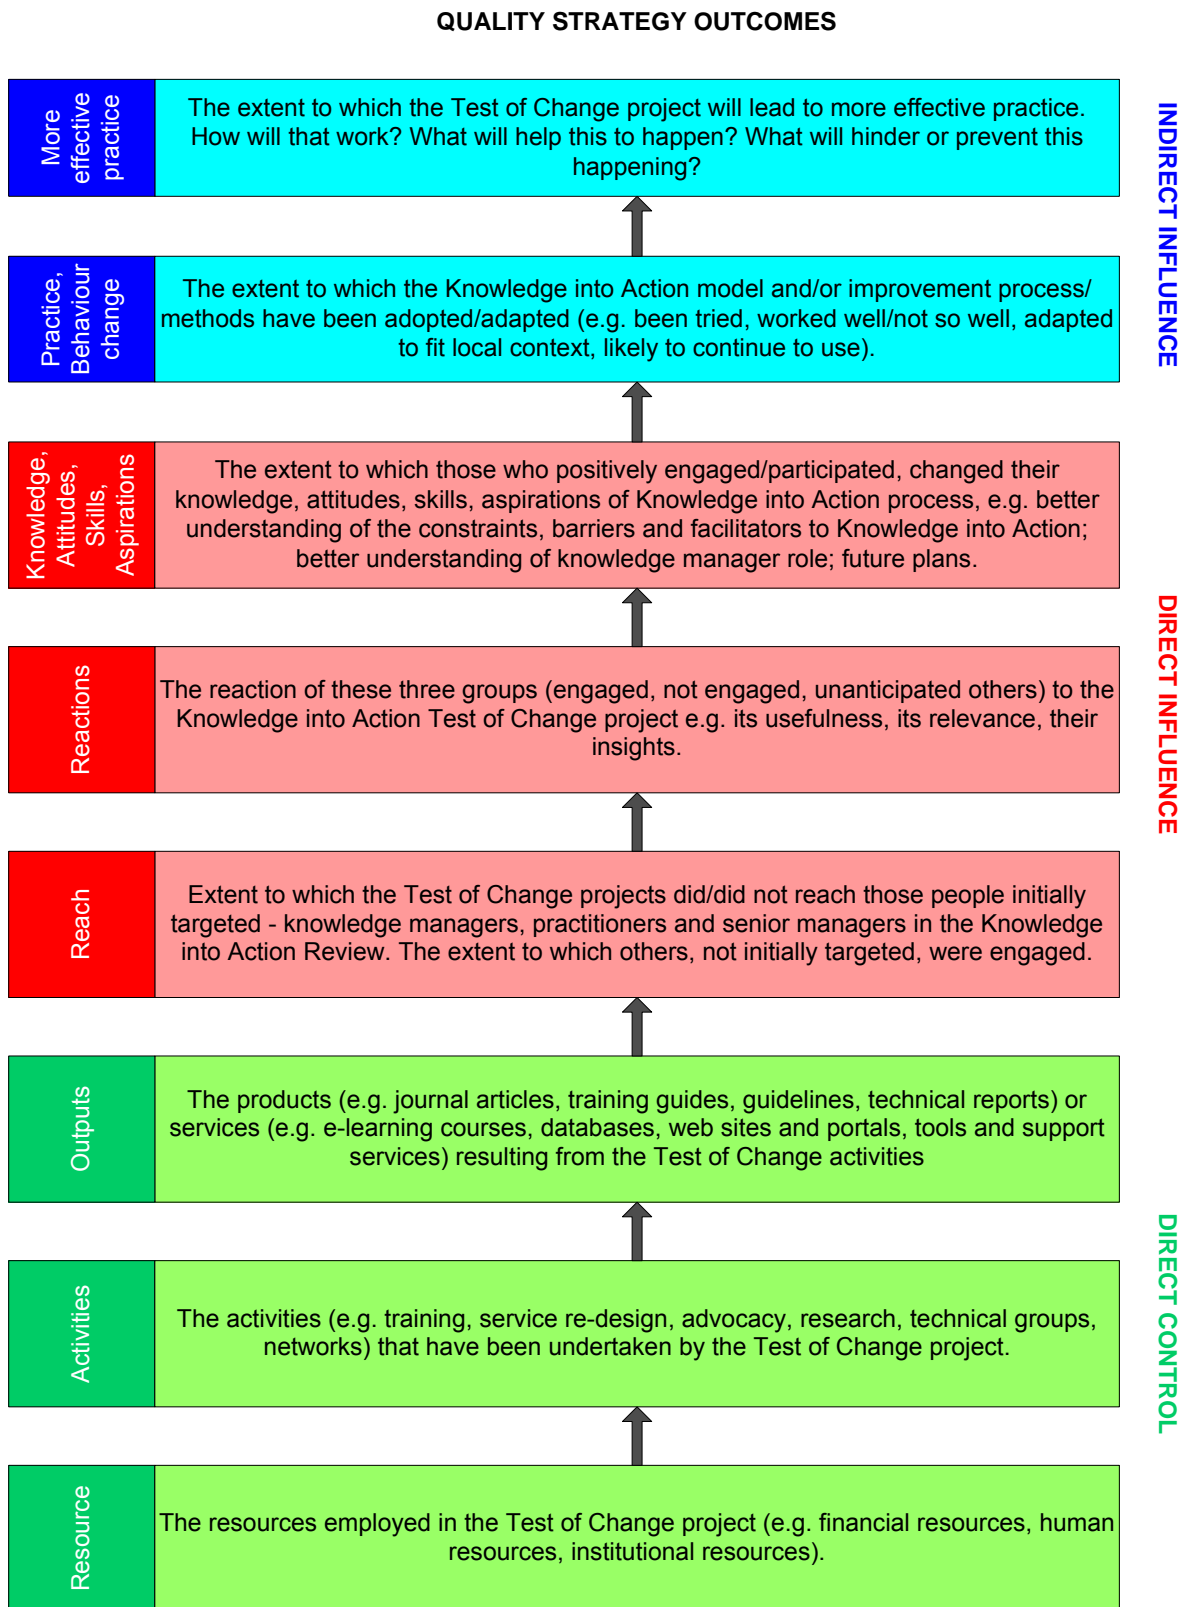 QUALITY STRATEGY OUTCOMES
More
effective
practice
The extent to which the Test of Change project will lead to more effective practice.
How will that work? What will help this to happen? What will hinder or prevent this
happening?
INDIRECT INFLUENCE
Practice,
Behaviour
change
The extent to which the Knowledge into Action model and/or improvement process/
methods have been adopted/adapted (e.g. been tried, worked well/not so well, adapted
to fit local context, likely to continue to use).
Knowledge,
Attitudes,
Skills,
Aspirations
The extent to which those who positively engaged/participated, changed their
knowledge, attitudes, skills, aspirations of Knowledge into Action process, e.g. better
understanding of the constraints, barriers and facilitators to Knowledge into Action;
better understanding of knowledge manager role; future plans.
DIRECT INFLUENCE
Reactions
The reaction of these three groups (engaged, not engaged, unanticipated others) to the
Knowledge into Action Test of Change project e.g. its usefulness, its relevance, their
insights.
Reach
Extent to which the Test of Change projects did/did not reach those people initially
targeted - knowledge managers, practitioners and senior managers in the Knowledge
into Action Review. The extent to which others, not initially targeted, were engaged.
Outputs
The products (e.g. journal articles, training guides, guidelines, technical reports) or
services (e.g. e-learning courses, databases, web sites and portals, tools and support
services) resulting from the Test of Change activities
DIRECT CONTROL
Activities
The activities (e.g. training, service re-design, advocacy, research, technical groups,
networks) that have been undertaken by the Test of Change project.
Resource
The resources employed in the Test of Change project (e.g. financial resources, human
resources, institutional resources).